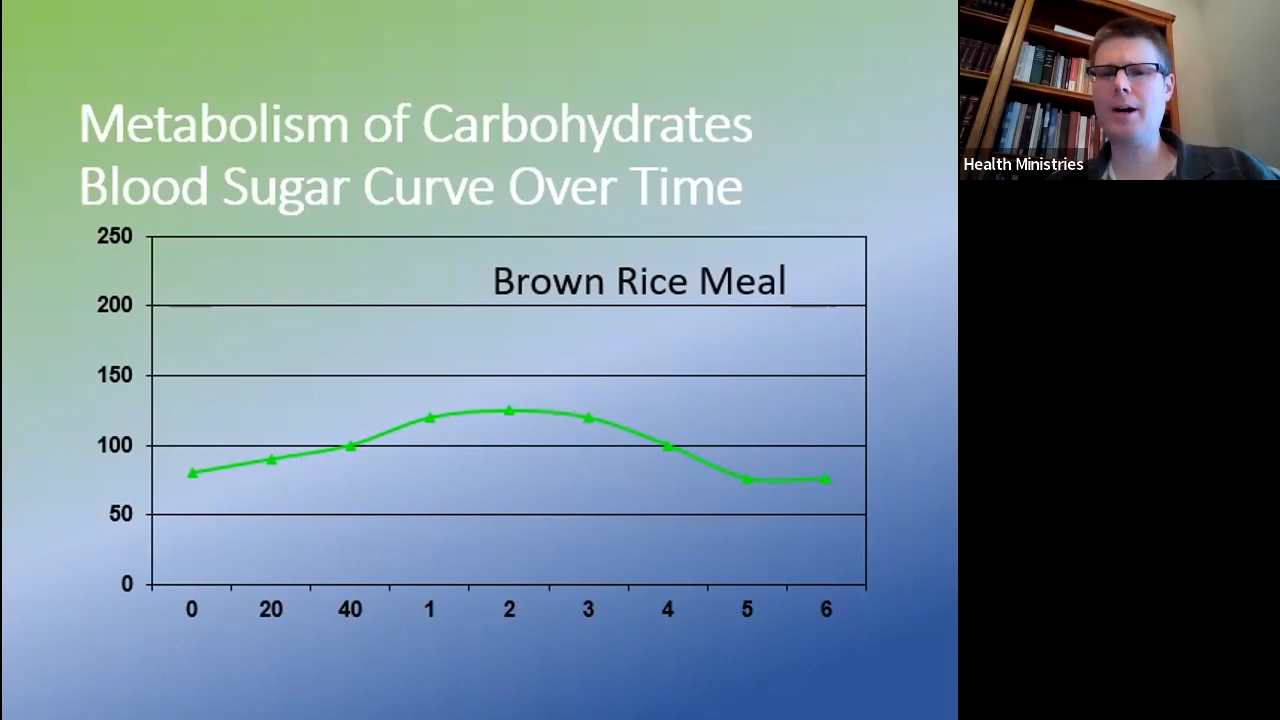 Metabolism of Carbohydrates
Blood Sugar Curve Over Time
Brown Rice Meal
250
200
150
100
50
0
0 20 40 1 2 3 4 5 6
Health Ministries